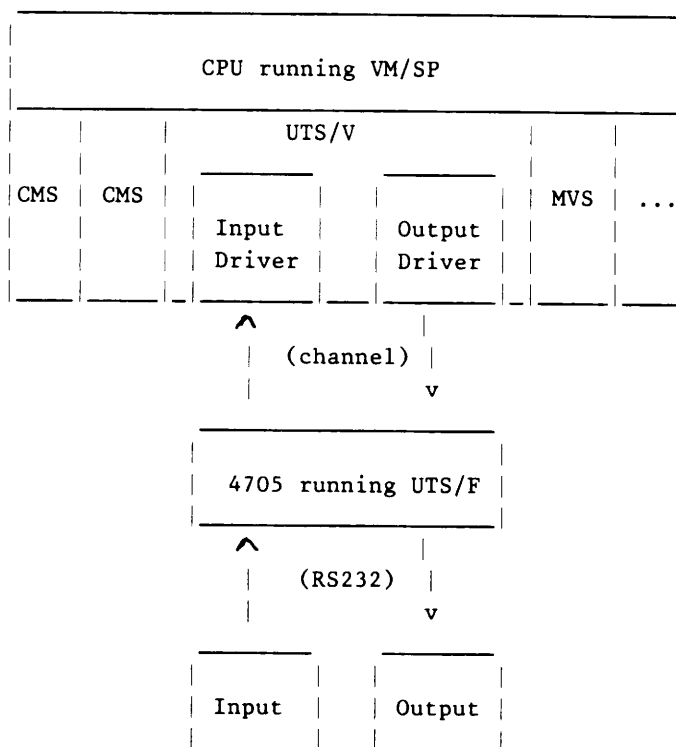 CPU running VM/SP
UTS/V
CMS CMS MVS ...
Input Output
Driver Driver
(channel)
v
4705 running UTS/F
(RS232)
v
Input Output